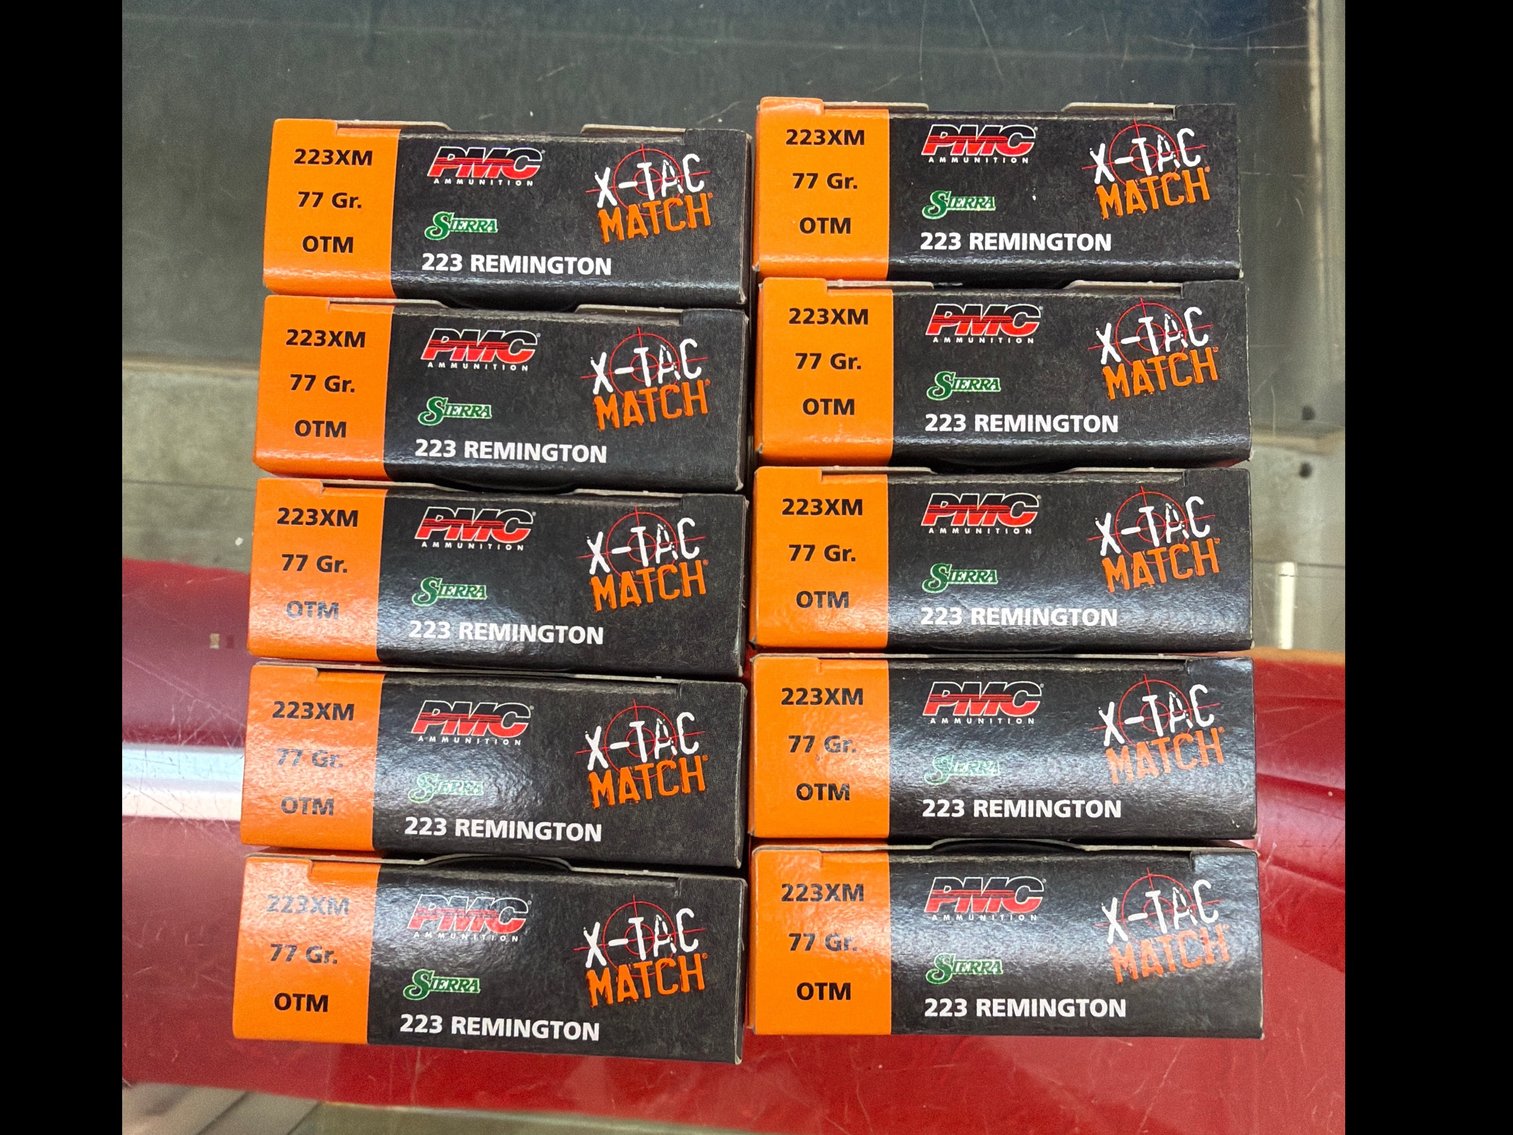 223XM
77 Gr.
OTM
PMC
AMMUNITION
SIERRA
223 REMINGTON
X-TAC
MATCH
223XM
77 Gr.
OTM
PMC
AMMUNITION
SIERRA
223 REMINGTON
X-TAC
MATCH
223XM
77 Gr.
OTM
PMC
AMMUNITION
SIERRA
223 REMINGTON
X-TAC
MATCH
223XM
77 Gr.
OTM
PMC
AMMUNITION
SIERRA
223 REMINGTON
X-TAC
MATCH
223XM
77 Gr.
OTM
PMC
AMMUNITION
SIERRA
223 REMINGTON
X-TAC
MATCH
223XM
77 Gr.
OTM
PMC
AMMUNITION
SIERRA
223 REMINGTON
X-TAC
MATCH
223XM
77 Gr.
OTM
PMC
AMMUNITION
SIERRA
223 REMINGTON
X-TAC
MATCH
223XM
77 Gr.
OTM
PMC
AMMUNITION
SIERRA
223 REMINGTON
X-TAC
MATCH
223XM
77 Gr.
OTM
PMC
AMMUNITION
SIERRA
223 REMINGTON
X-TAC
MATCH
223XM
77 Gr.
OTM
PMC
AMMUNITION
SIERRA
223 REMINGTON
X-TAC
MATCH